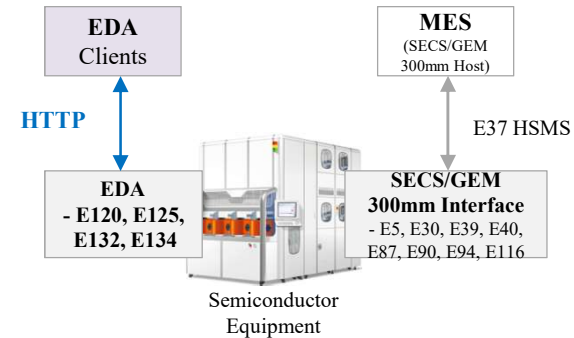 EDA
Clients
MES
(SECS/GEM
300mm Host)
HTTP
E37 HSMS
EDA
- E120, E125,
E132, E134
SECS/GEM
300mm Interface
- E5, E30, E39, E40,
E87, E90, E94, E116
Semiconductor
Equipment